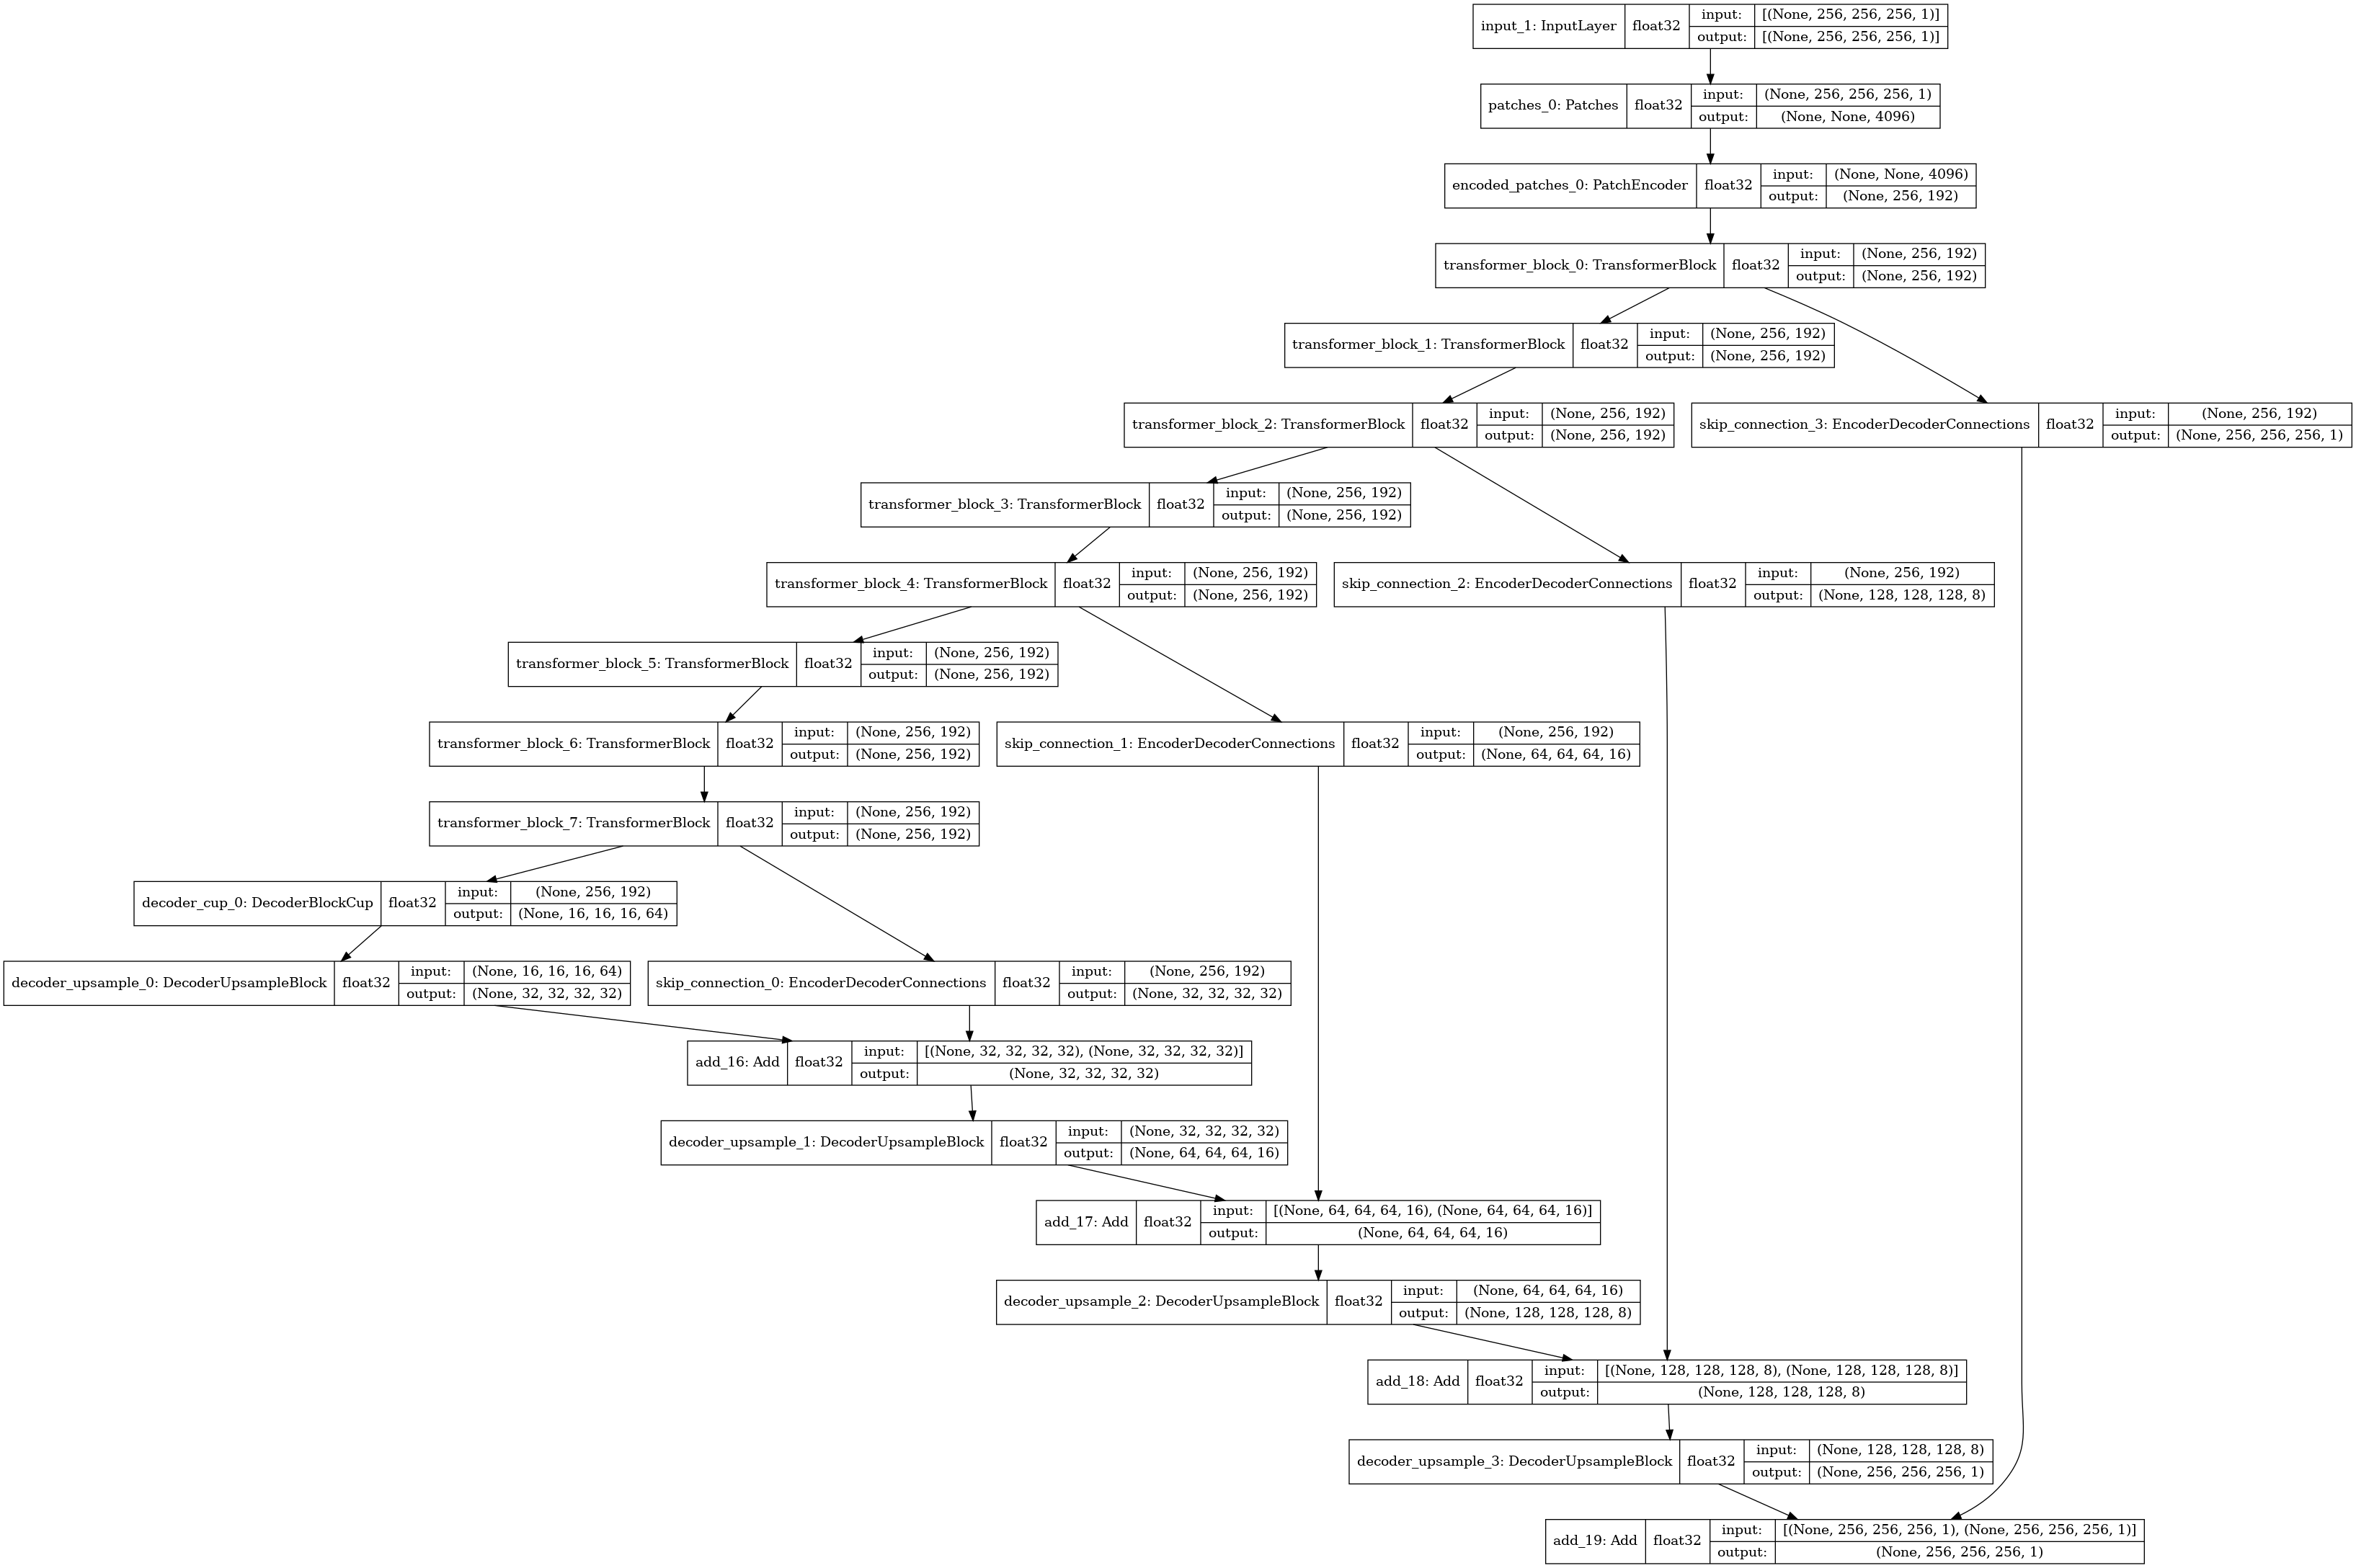 input_1: InputLayer float32 input: [(None, 256, 256, 256, 1)]
output: [(None, 256, 256, 256, 1)]
patches_0: Patches float32 input: (None, 256, 256, 256, 1)
output: (None, None, 4096)
encoded_patches_0: PatchEncoder float32 input: (None, None, 4096)
output: (None, 256, 192)
transformer_block_0: TransformerBlock float32 input: (None, 256, 192)
output: (None, 256, 192)
transformer_block_1: TransformerBlock float32 input: (None, 256, 192)
output: (None, 256, 192)
transformer_block_2: TransformerBlock float32 input: (None, 256, 192)
output: (None, 256, 192)
skip_connection_3: EncoderDecoderConnections float32 input: (None, 256, 192)
output: (None, 256, 256, 256, 1)
transformer_block_3: TransformerBlock float32 input: (None, 256, 192)
output: (None, 256, 192)
transformer_block_4: TransformerBlock float32 input: (None, 256, 192)
output: (None, 256, 192)
skip_connection_2: EncoderDecoderConnections float32 input: (None, 256, 192)
output: (None, 128, 128, 128, 8)
transformer_block_5: TransformerBlock float32 input: (None, 256, 192)
output: (None, 256, 192)
transformer_block_6: TransformerBlock float32 input: (None, 256, 192)
output: (None, 256, 192)
skip_connection_1: EncoderDecoderConnections float32 input: (None, 256, 192)
output: (None, 64, 64, 64, 16)
transformer_block_7: TransformerBlock float32 input: (None, 256, 192)
output: (None, 256, 192)
decoder_cup_0: DecoderBlockCup float32 input: (None, 256, 192)
output: (None, 16, 16, 16, 64)
decoder_upsample_0: DecoderUpsampleBlock float32 input: (None, 16, 16, 16, 64)
output: (None, 32, 32, 32, 32)
skip_connection_0: EncoderDecoderConnections float32 input: (None, 256, 192)
output: (None, 32, 32, 32, 32)
add_16: Add float32 input: [(None, 32, 32, 32, 32), (None, 32, 32, 32, 32)]
output: (None, 32, 32, 32, 32)
decoder_upsample_1: DecoderUpsampleBlock float32 input: (None, 32, 32, 32, 32)
output: (None, 64, 64, 64, 16)
add_17: Add float32 input: [(None, 64, 64, 64, 16), (None, 64, 64, 64, 16)]
output: (None, 64, 64, 64, 16)
decoder_upsample_2: DecoderUpsampleBlock float32 input: (None, 64, 64, 64, 16)
output: (None, 128, 128, 128, 8)
add_18: Add float32 input: [(None, 128, 128, 128, 8), (None, 128, 128, 128, 8)]
output: (None, 128, 128, 128, 8)
decoder_upsample_3: DecoderUpsampleBlock float32 input: (None, 128, 128, 128, 8)
output: (None, 256, 256, 256, 1)
add_19: Add float32 input: [(None, 256, 256, 256, 1), (None, 256, 256, 256, 1)]
output: (None, 256, 256, 256, 1)